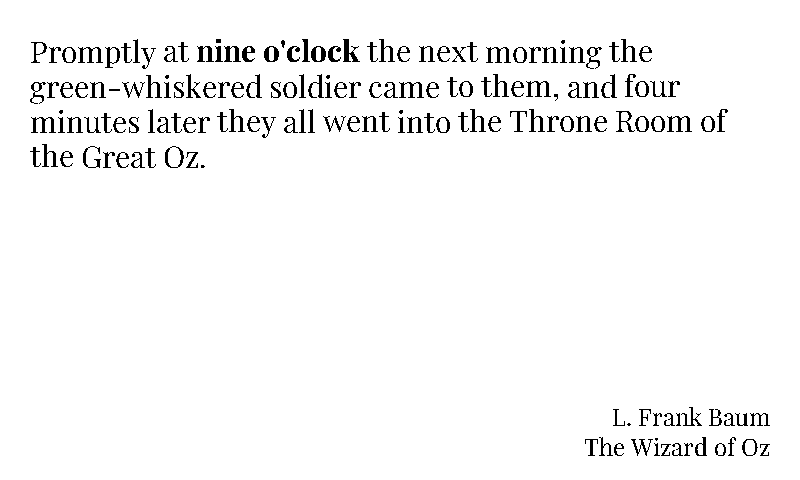 Promptly at nine o'clock the next morning the
green-whiskered soldier came to them, and four
minutes later they all went into the Throne Room of
the Great Oz.
L. Frank Baum
The Wizard of Oz